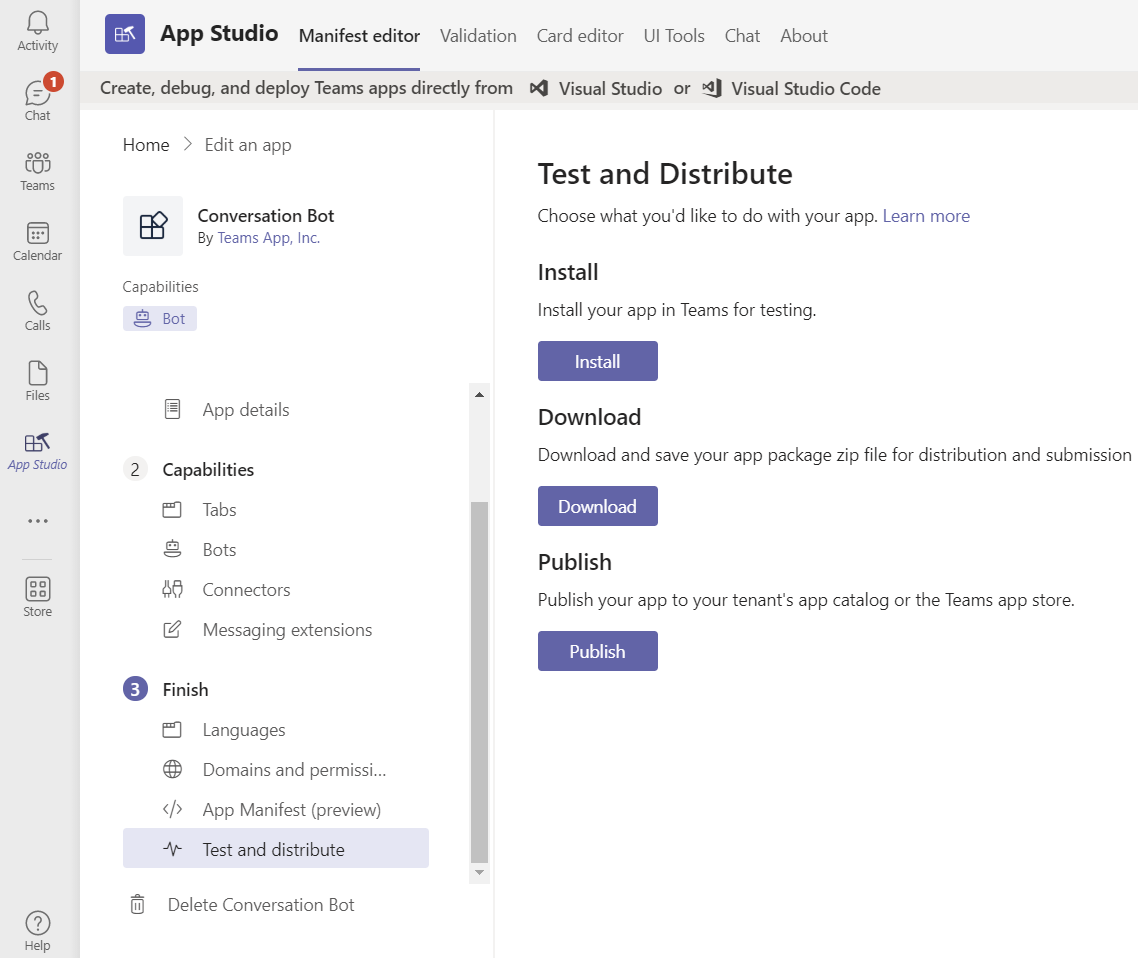 Activity
1
Chat
Teams
Calendar
Calls
Files
App Studio
Store
Help
App Studio
Manifest editor
Validation
Card editor
UI Tools
Chat
About
Create, debug, and deploy Teams apps directly from Visual Studio or Visual Studio Code
Home
Edit an app
Conversation Bot
By Teams App, Inc.
Capabilities
Bot
App details
2 Capabilities
Tabs
Bots
Connectors
Messaging extensions
3 Finish
Languages
Domains and permissi...
App Manifest (preview)
Test and distribute
Delete Conversation Bot
Test and Distribute
Choose what you'd like to do with your app. Learn more
Install
Install your app in Teams for testing.
Install
Download
Download and save your app package zip file for distribution and submission
Download
Publish
Publish your app to your tenant's app catalog or the Teams app store.
Publish